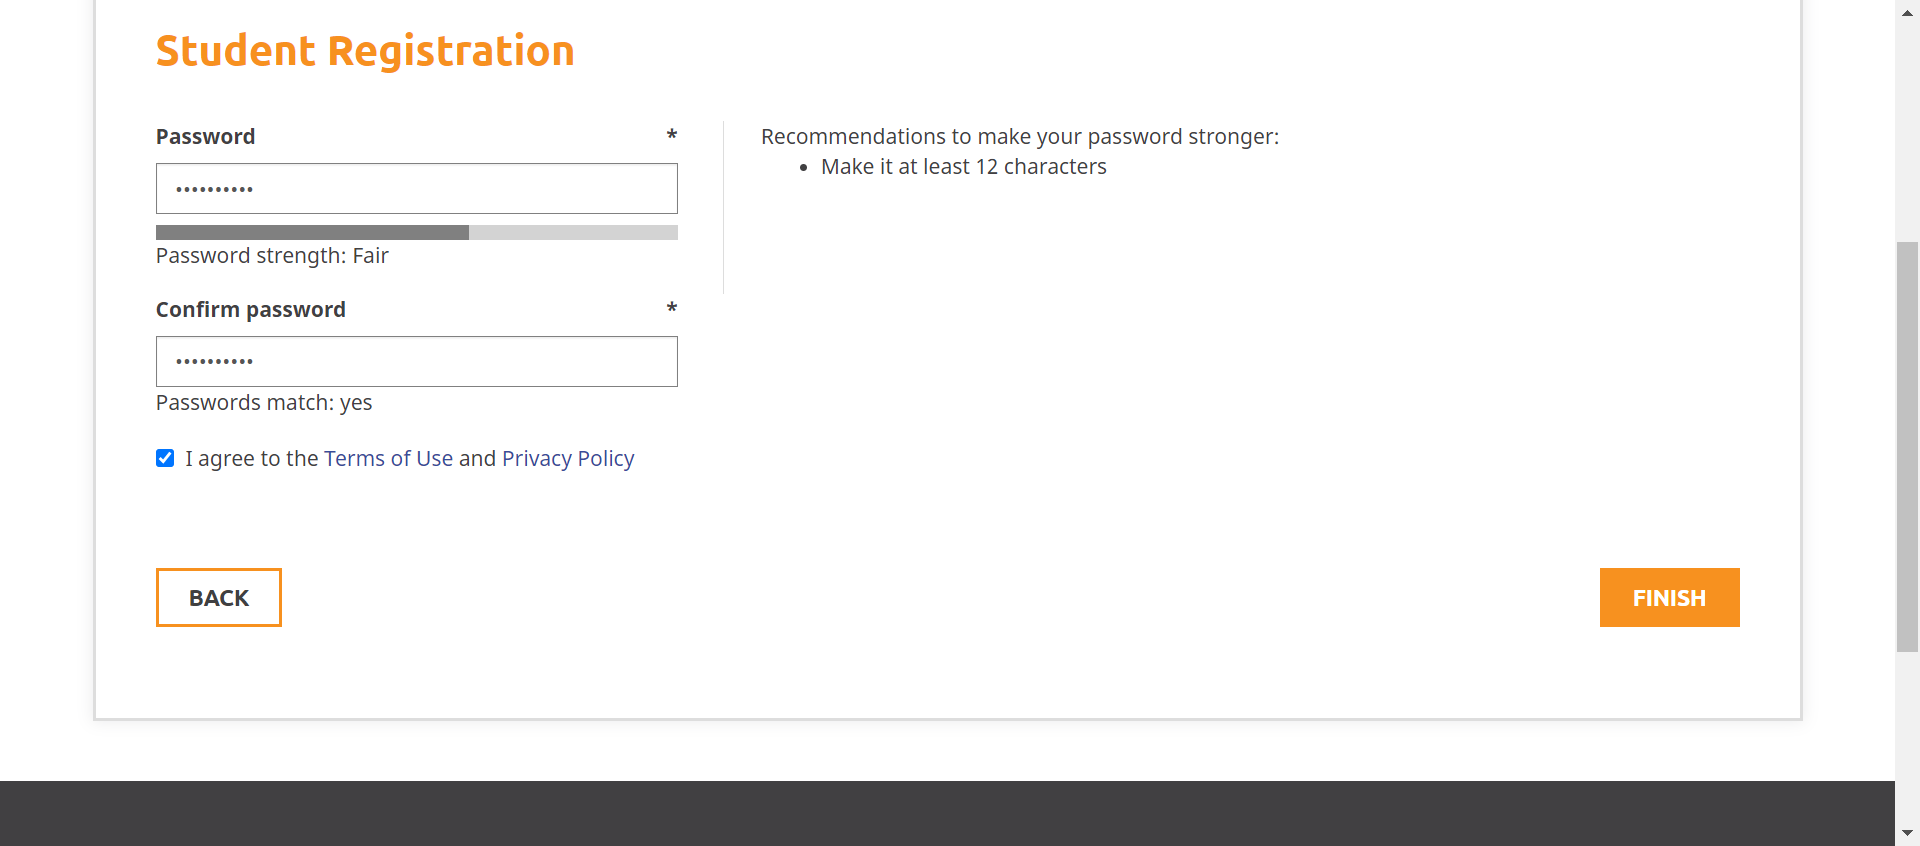 Student Registration
Password *
••••••••••
Password strength: Fair
Recommendations to make your password stronger:
• Make it at least 12 characters
Confirm password *
••••••••••
Passwords match: yes
I agree to the Terms of Use and Privacy Policy
BACK
FINISH